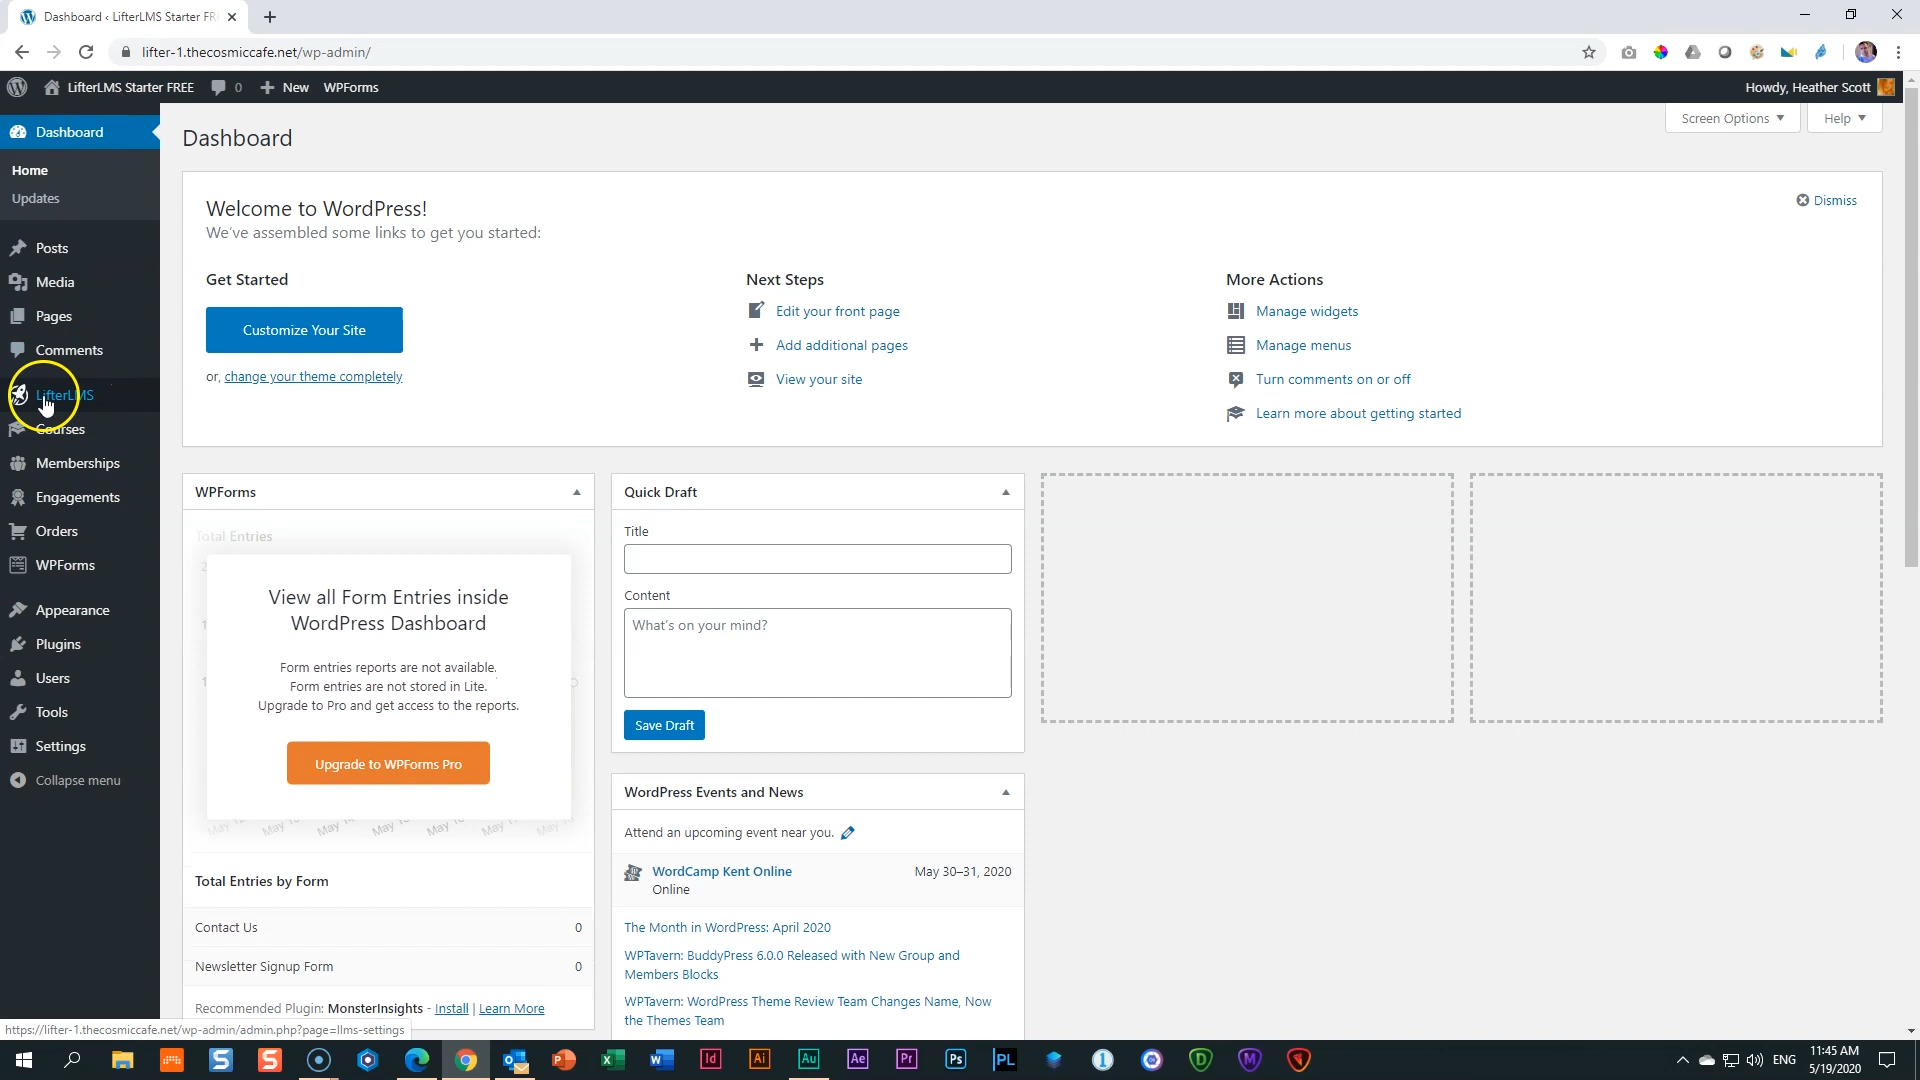 Dashboard ‹ LifterLMS Starter FR
lifter-1.thecosmiccafe.net/wp-admin/
LifterLMS Starter FREE 0 New WPForms Howdy, Heather Scott
Dashboard
Home
Updates
Posts
Media
Pages
Comments
LifterLMS
Courses
Memberships
Engagements
Orders
WPForms
Appearance
Plugins
Users
Tools
Settings
Collapse menu
Dashboard
Screen Options Help
Welcome to WordPress!
We've assembled some links to get you started:
Dismiss
Get Started
Customize Your Site
or, change your theme completely
Next Steps
Edit your front page
Add additional pages
View your site
More Actions
Manage widgets
Manage menus
Turn comments on or off
Learn more about getting started
WPForms
Total Entries
View all Form Entries inside
WordPress Dashboard
Form entries reports are not available.
Form entries are not stored in Lite.
Upgrade to Pro and get access to the reports.
Upgrade to WPForms Pro
Total Entries by Form
Contact Us 0
Newsletter Signup Form 0
Recommended Plugin: MonsterInsights - Install | Learn More
Quick Draft
Title
Content
What's on your mind?
Save Draft
WordPress Events and News
Attend an upcoming event near you.
WordCamp Kent Online May 30–31, 2020
Online
The Month in WordPress: April 2020
WPTavern: BuddyPress 6.0.0 Released with New Group and
Members Blocks
WPTavern: WordPress Theme Review Team Changes Name, Now
the Themes Team
https://lifter-1.thecosmiccafe.net/wp-admin/admin.php?page=llms-settings
ENG
11:45 AM
5/19/2020